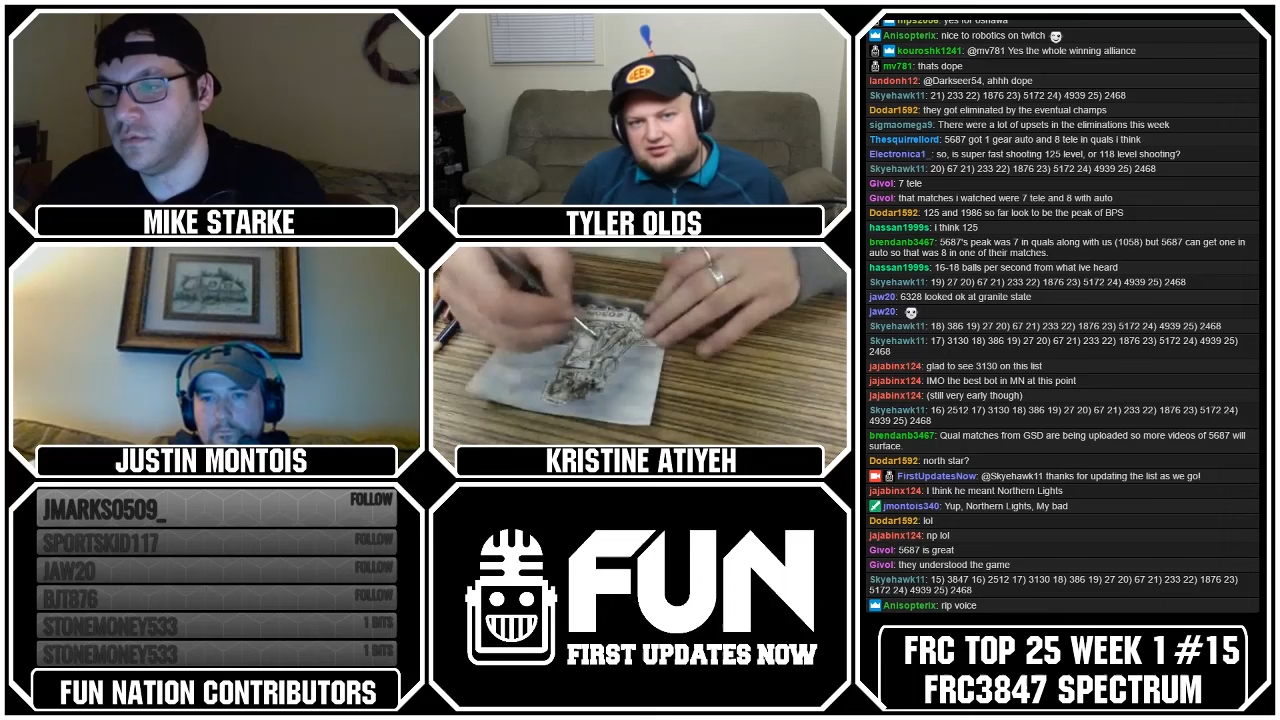 GEEK
MIKE STARKE
TYLER OLDS
JUSTIN MONTOIS
KRISTINE ATIYEH
JMARKS0509_ FOLLOW
SPORTSKID117 FOLLOW
JAW20 FOLLOW
BJTB76 FOLLOW
STONEMONEY533 1 BITS
STONEMONEY533 1 BITS
FUN NATION CONTRIBUTORS
FUN
FIRST UPDATES NOW
mps2056: yes for oshawa
Anisopterix: nice to robotics on twitch
kouroshk1241: @mv781 Yes the whole winning alliance
mv781: thats dope
landonh12: @Darkseer54, ahhh dope
Skyehawk11: 21) 233 22) 1876 23) 5172 24) 4939 25) 2468
Dodar1592: they got eliminated by the eventual champs
sigmaomega9: There were a lot of upsets in the eliminations this week
Thesquirrellord: 5687 got 1 gear auto and 8 tele in quals i think
Electronica1_: so, is super fast shooting 125 level, or 118 level shooting?
Skyehawk11: 20) 67 21) 233 22) 1876 23) 5172 24) 4939 25) 2468
Givol: 7 tele
Givol: that matches i watched were 7 tele and 8 with auto
Dodar1592: 125 and 1986 so far look to be the peak of BPS
hassan1999s: I think 125
brendanb3467: 5687's peak was 7 in quals along with us (1058) but 5687 can get one in
auto so that was 8 in one of their matches.
hassan1999s: 16-18 balls per second from what ive heard
Skyehawk11: 19) 27 20) 67 21) 233 22) 1876 23) 5172 24) 4939 25) 2468
jaw20: 6328 looked ok at granite state
jaw20:
Skyehawk11: 18) 386 19) 27 20) 67 21) 233 22) 1876 23) 5172 24) 4939 25) 2468
Skyehawk11: 17) 3130 18) 386 19) 27 20) 67 21) 233 22) 1876 23) 5172 24) 4939 25)
2468
jajabinx124: glad to see 3130 on this list
jajabinx124: IMO the best bot in MN at this point
jajabinx124: (still very early though)
Skyehawk11: 16) 2512 17) 3130 18) 386 19) 27 20) 67 21) 233 22) 1876 23) 5172 24)
4939 25) 2468
brendanb3467: Qual matches from GSD are being uploaded so more videos of 5687 will
surface.
Dodar1592: north star?
FirstUpdatesNow: @Skyehawk11 thanks for updating the list as we go!
jajabinx124: I think he meant Northern Lights
jmontois340: Yup, Northern Lights, My bad
Dodar1592: lol
jajabinx124: np lol
Givol: 5687 is great
Givol: they understood the game
Skyehawk11: 15) 3847 16) 2512 17) 3130 18) 386 19) 27 20) 67 21) 233 22) 1876 23)
5172 24) 4939 25) 2468
Anisopterix: rip voice
FRC TOP 25 WEEK 1 #15
FRC3847 SPECTRUM